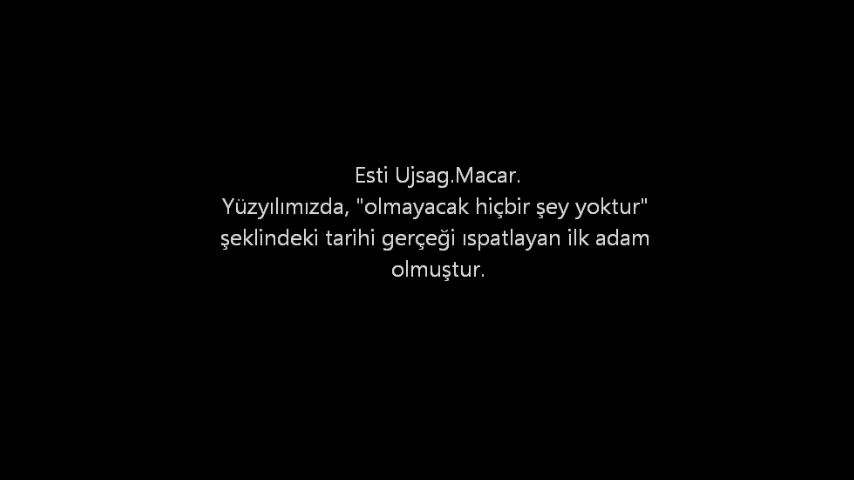 Esti Ujsag.Macar.
Yüzyılımızda, "olmayacak hiçbir şey yoktur"
şeklindeki tarihi gerçeği ıspatlayan ilk adam
olmuştur.